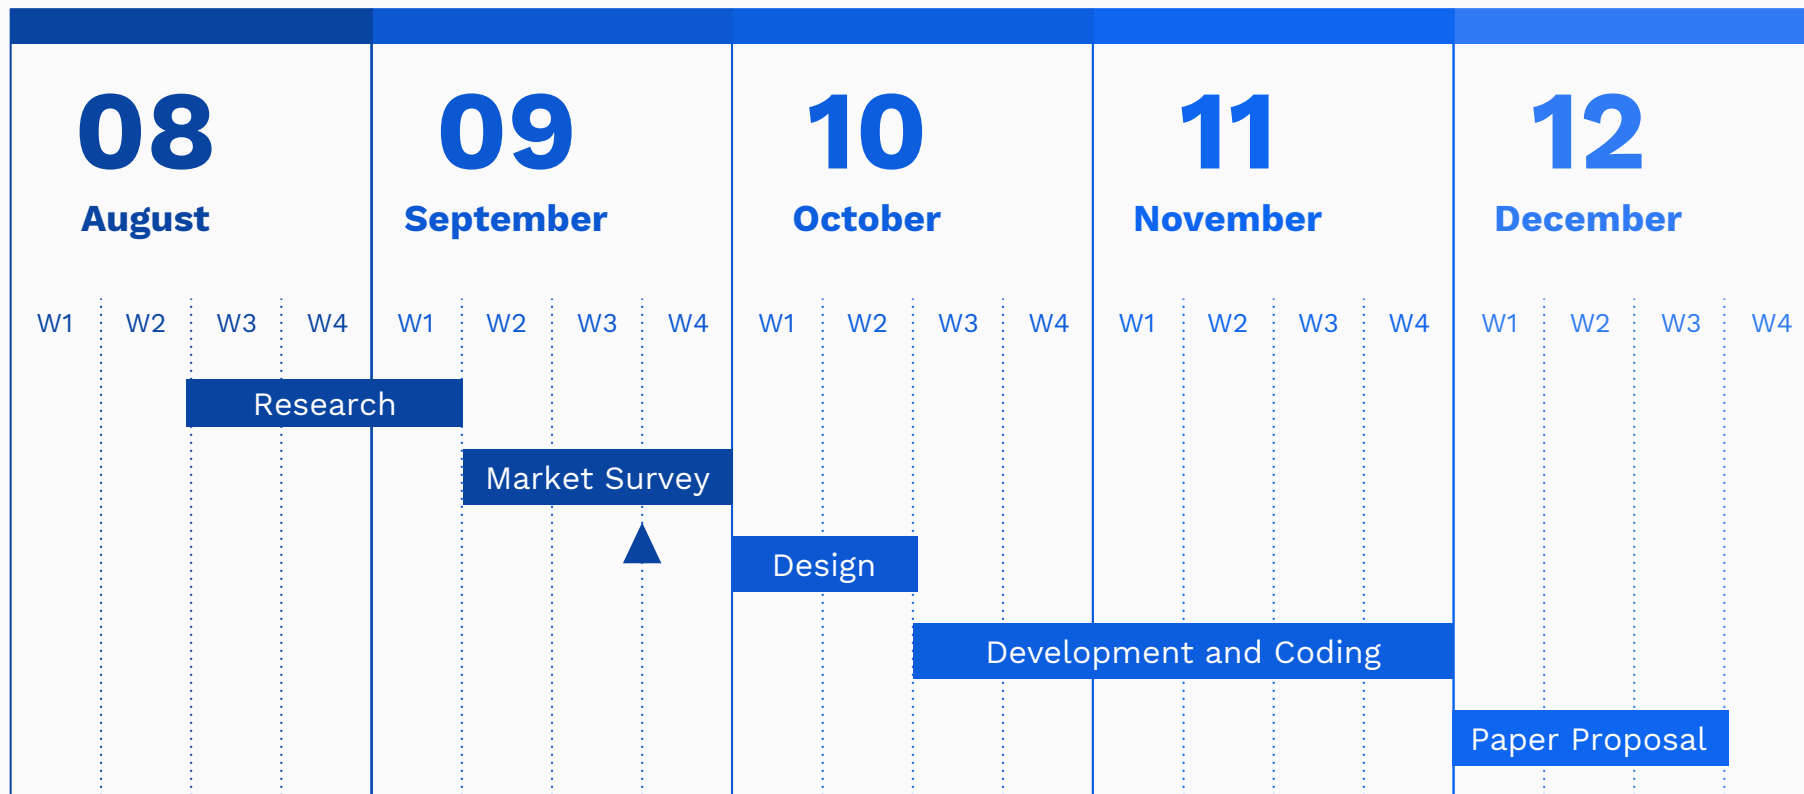 08 09 10 11 12
August September October November December
W1 W2 W3 W4 W1 W2 W3 W4 W1 W2 W3 W4 W1 W2 W3 W4 W1 W2 W3 W4
Research
Market Survey
Design
Development and Coding
Paper Proposal